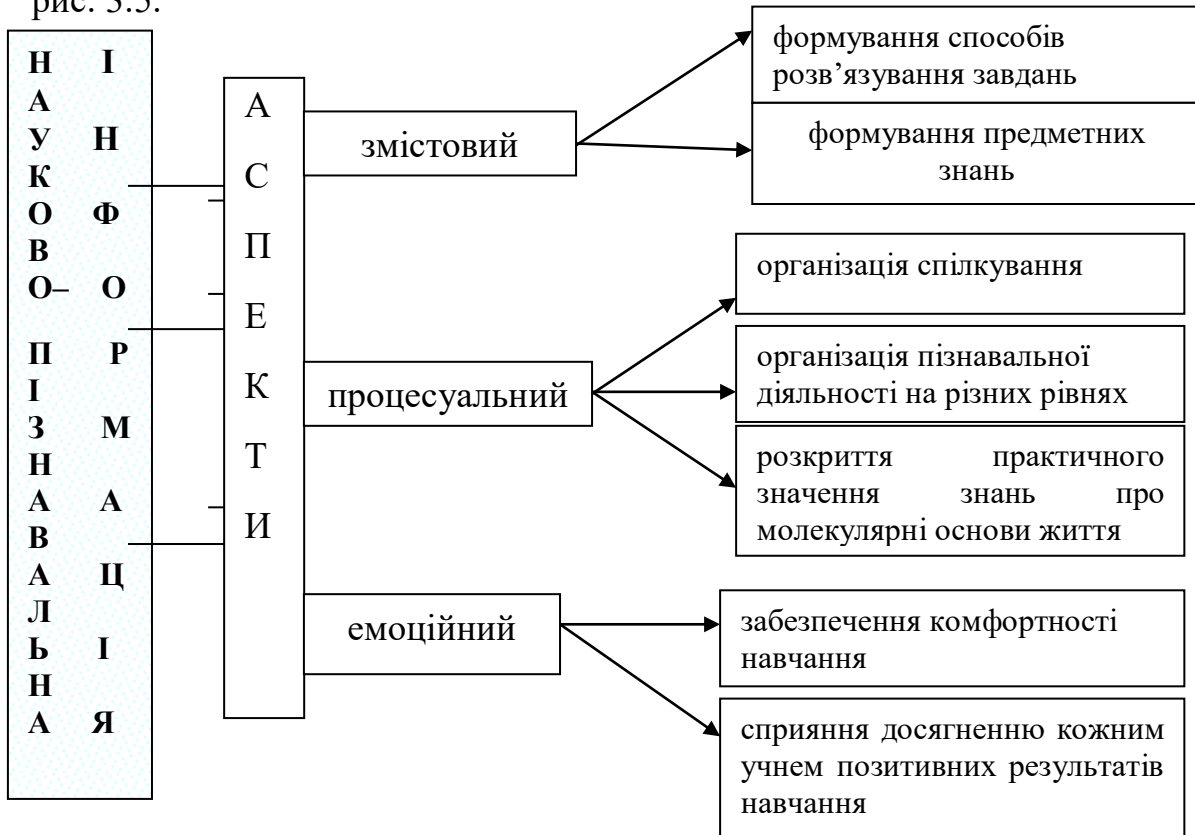 рис. 3.5.
НАУКОВО–ПІЗНАВАЛЬНА
ІНФОРМАЦІЯ
АСПЕКТИ
змістовий
формування способів
розв’язування завдань
формування предметних
знань
процесуальний
організація спілкування
організація пізнавальної
діяльності на різних рівнях
розкриття практичного
значення знань про
молекулярні основи життя
емоційний
забезпечення комфортності
навчання
сприяння досягненню кожним
учнем позитивних результатів
навчання